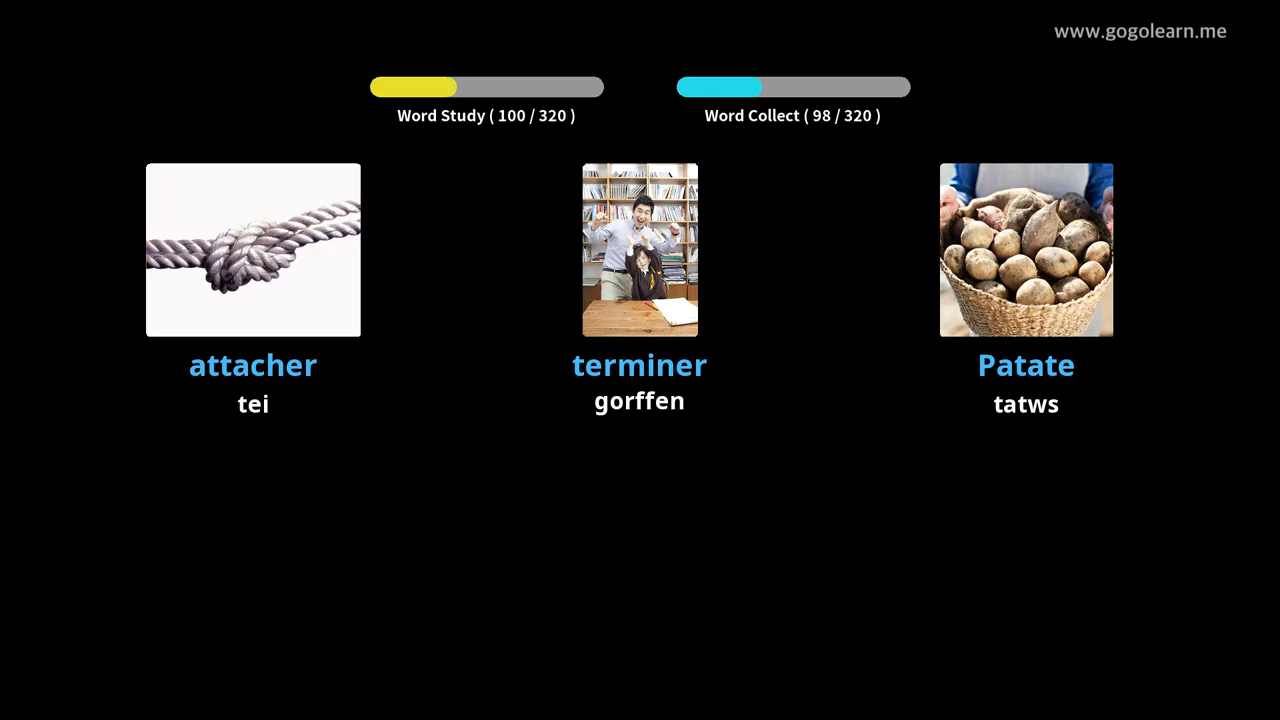 www.gogolearn.me
Word Study ( 100 / 320 )
Word Collect ( 98 / 320 )
attacher
tei
terminer
gorffen
Patate
tatws